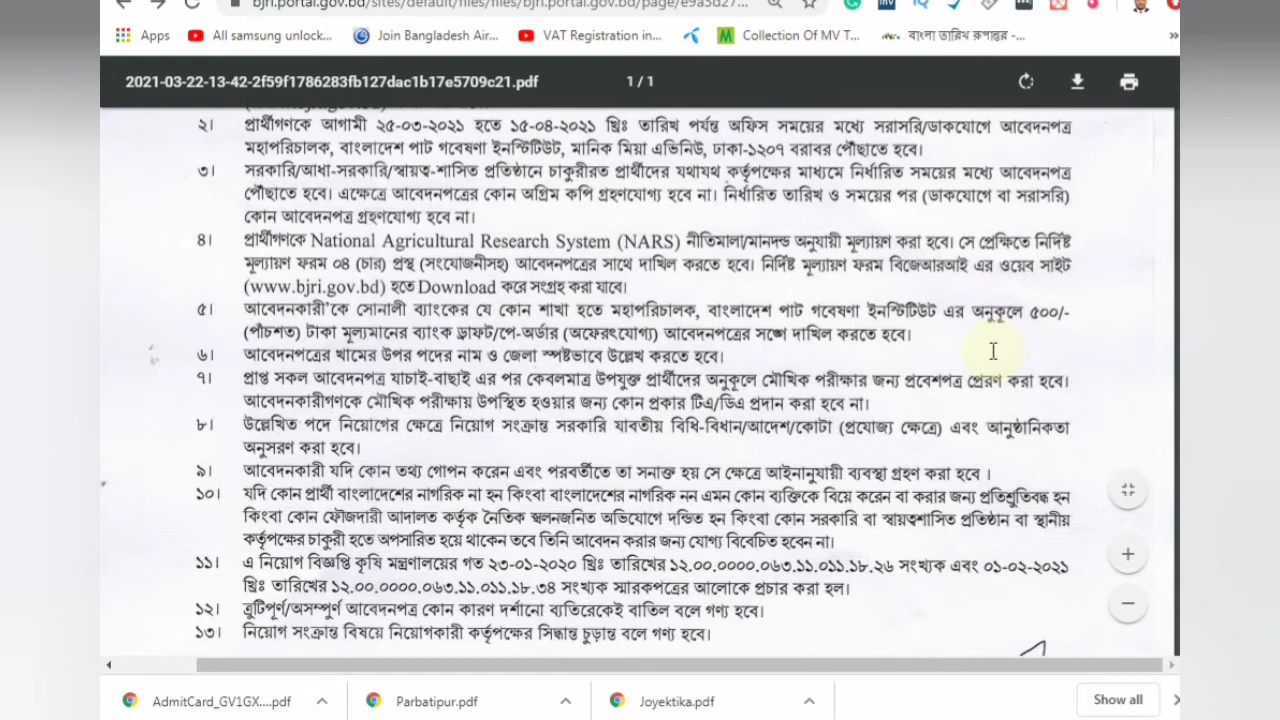 bjri.portal.gov.bd/sites/default/files/files/bjri.portal.gov.bd/page/e9a3d27...
Apps All samsung unlock... Join Bangladesh Air... VAT Registration in... Collection Of MV T... বাংলা তারিখ রূপান্তর -... »
2021-03-22-13-42-2f59f1786283fb127dac1b17e5709c21.pdf 1 / 1
২। প্রার্থীগণকে আগামী ২৫-০৩-২০২১ হতে ১৫-০৪-২০২১ খ্রিঃ তারিখ পর্যন্ত অফিস সময়ের মধ্যে সরাসরি/ডাকযোগে আবেদনপত্র
মহাপরিচালক, বাংলাদেশ পাট গবেষণা ইনস্টিটিউট, মানিক মিয়া এভিনিউ, ঢাকা-১২০৭ বরাবর পৌঁছাতে হবে।
৩। সরকারি/আধা-সরকারি/স্বায়ত্ব-শাসিত প্রতিষ্ঠানে চাকুরীরত প্রার্থীদের যথাযথ কর্তৃপক্ষের মাধ্যমে নির্ধারিত সময়ের মধ্যে আবেদনপত্র
পৌঁছাতে হবে। এক্ষেত্রে আবেদনপত্রের কোন অগ্রিম কপি গ্রহণযোগ্য হবে না। নির্ধারিত তারিখ ও সময়ের পর (ডাকযোগে বা সরাসরি)
কোন আবেদনপত্র গ্রহণযোগ্য হবে না।
৪। প্রার্থীগণকে National Agricultural Research System (NARS) নীতিমালা/মানদন্ড অনুযায়ী মূল্যায়ণ করা হবে। সে প্রেক্ষিতে নির্দিষ্ট
মূল্যায়ণ ফরম ০৪ (চার) প্রস্থ (সংযোজনীসহ) আবেদনপত্রের সাথে দাখিল করতে হবে। নির্দিষ্ট মূল্যায়ণ ফরম বিজেআরআই এর ওয়েব সাইট
(www.bjri.gov.bd) হতে Download করে সংগ্রহ করা যাবে।
৫। আবেদনকারী'কে সোনালী ব্যাংকের যে কোন শাখা হতে মহাপরিচালক, বাংলাদেশ পাট গবেষণা ইনস্টিটিউট এর অনুকূলে ৫০০/-
(পাঁচশত) টাকা মূল্যমানের ব্যাংক ড্রাফট/পে-অর্ডার (অফেরৎযোগ্য) আবেদনপত্রের সঙ্গে দাখিল করতে হবে।
৬। আবেদনপত্রের খামের উপর পদের নাম ও জেলা স্পষ্টভাবে উল্লেখ করতে হবে।
৭। প্রাপ্ত সকল আবেদনপত্র যাচাই-বাছাই এর পর কেবলমাত্র উপযুক্ত প্রার্থীদের অনুকূলে মৌখিক পরীক্ষার জন্য প্রবেশপত্র প্রেরণ করা হবে।
আবেদনকারীগণকে মৌখিক পরীক্ষায় উপস্থিত হওয়ার জন্য কোন প্রকার টিএ/ডিএ প্রদান করা হবে না।
৮। উল্লেখিত পদে নিয়োগের ক্ষেত্রে নিয়োগ সংক্রান্ত সরকারি যাবতীয় বিধি-বিধান/আদেশ/কোটা (প্রযোজ্য ক্ষেত্রে) এবং আনুষ্ঠানিকতা
অনুসরণ করা হবে।
৯। আবেদনকারী যদি কোন তথ্য গোপন করেন এবং পরবর্তীতে তা সনাক্ত হয় সে ক্ষেত্রে আইনানুযায়ী ব্যবস্থা গ্রহণ করা হবে ।
১০। যদি কোন প্রার্থী বাংলাদেশের নাগরিক না হন কিংবা বাংলাদেশের নাগরিক নন এমন কোন ব্যক্তিকে বিয়ে করেন বা করার জন্য প্রতিশ্রুতিবদ্ধ হন
কিংবা কোন ফৌজদারী আদালত কর্তৃক নৈতিক স্খলনজনিত অভিযোগে দন্ডিত হন কিংবা কোন সরকারি বা স্বায়ত্বশাসিত প্রতিষ্ঠান বা স্থানীয়
কর্তৃপক্ষের চাকুরী হতে অপসারিত হয়ে থাকেন তবে তিনি আবেদন করার জন্য যোগ্য বিবেচিত হবেন না।
১১। এ নিয়োগ বিজ্ঞপ্তি কৃষি মন্ত্রণালয়ের গত ২৩-০১-২০২০ খ্রিঃ তারিখের ১২.০০.০০০০.০৬৩.১১.০১১.১৮.২৬ সংখ্যক এবং ০১-০২-২০২১
খ্রিঃ তারিখের ১২.০০.০০০০.০৬৩.১১.০১১.১৮.৩৪ সংখ্যক স্মারকপত্রের আলোকে প্রচার করা হল।
১২। ত্রুটিপূর্ণ/অসম্পূর্ণ আবেদনপত্র কোন কারণ দর্শানো ব্যতিরেকেই বাতিল বলে গণ্য হবে।
১৩। নিয়োগ সংক্রান্ত বিষয়ে নিয়োগকারী কর্তৃপক্ষের সিদ্ধান্ত চুড়ান্ত বলে গণ্য হবে।
AdmitCard_GV1GX....pdf Parbatipur.pdf Joyektika.pdf Show all